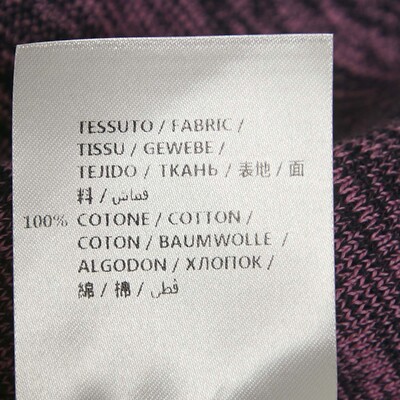 TESSUTO / FABRIC /
TISSU / GEWEBE /
TEJIDO / ТКАНЬ / 表地 / 面
料 / قماش /
100% COTONE / COTTON /
COTON / BAUMWOLLE /
ALGODON / ХЛОПОК /
綿 / 棉 / قطن /